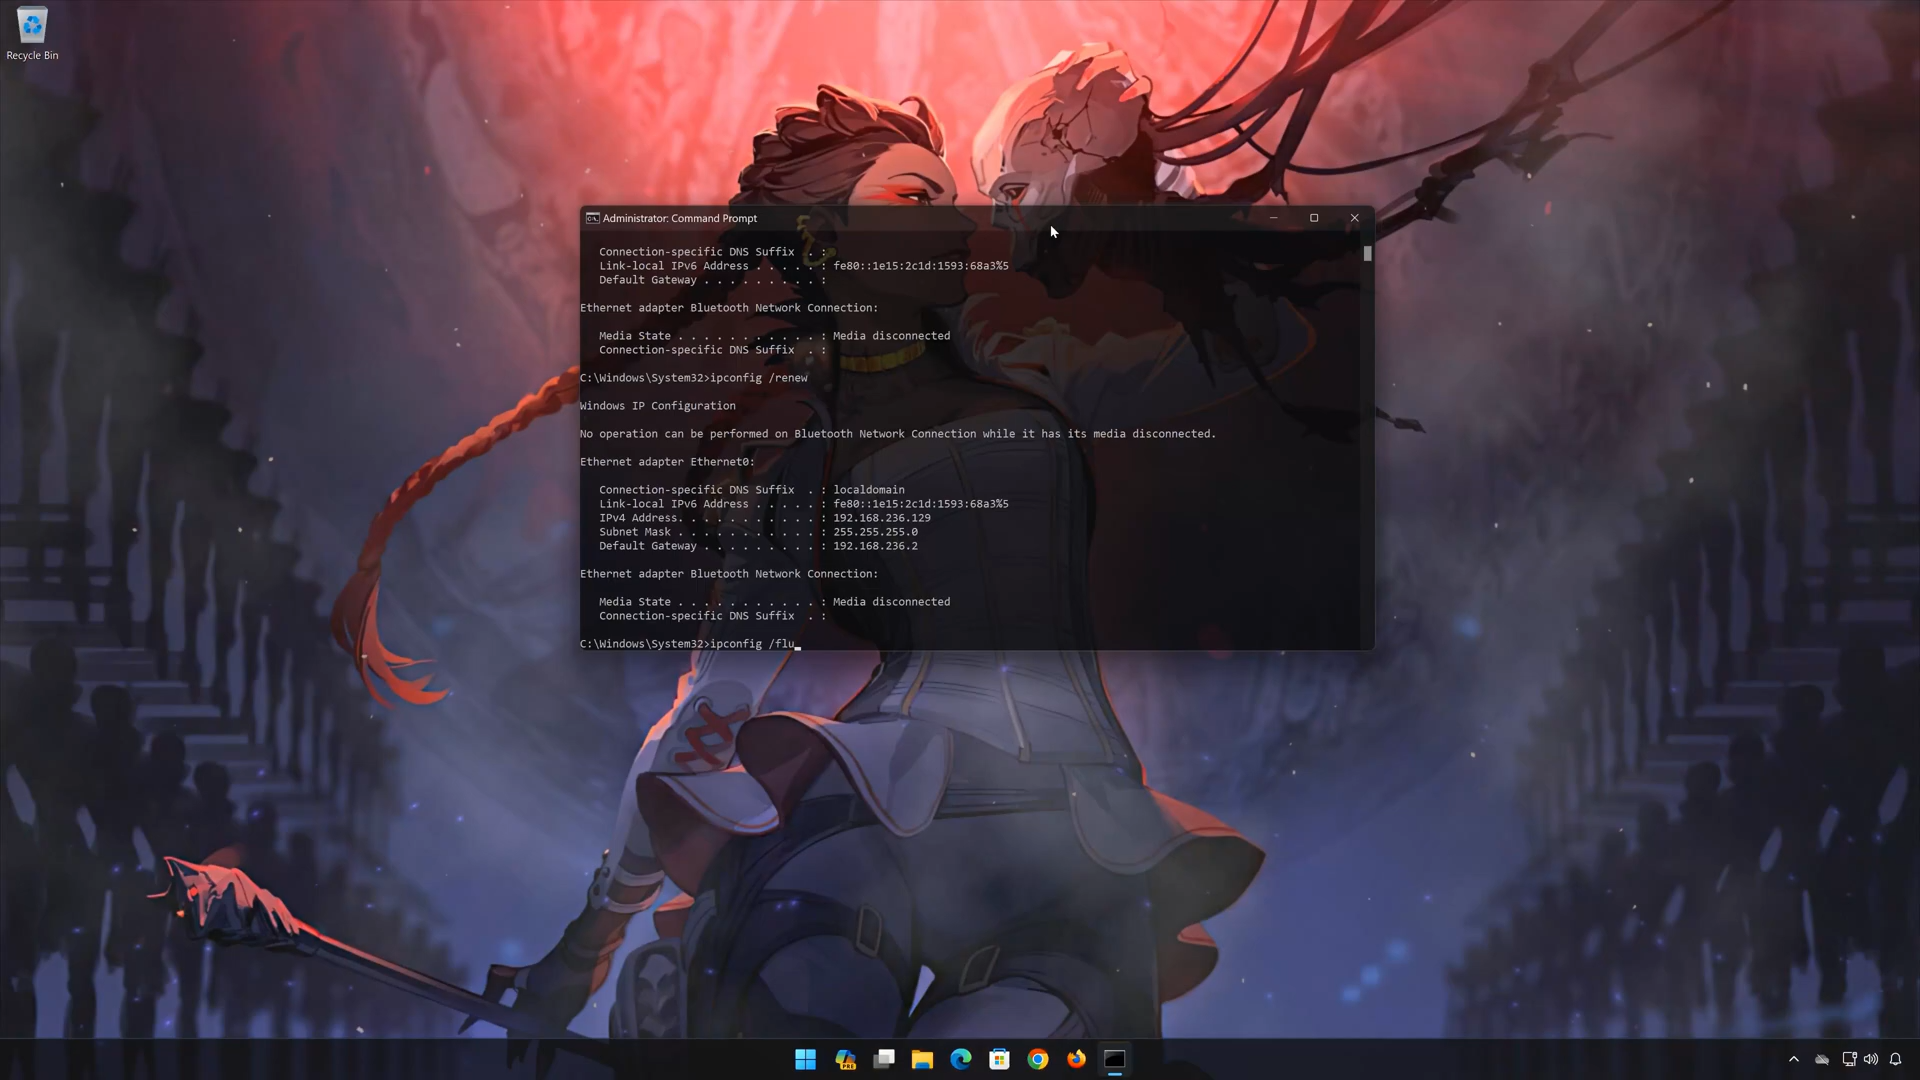 Recycle Bin
Administrator: Command Prompt
Connection-specific DNS Suffix  . :
Link-local IPv6 Address . . . . . : fe80::1e15:2c1d:1593:68a3%5
Default Gateway . . . . . . . . . :
Ethernet adapter Bluetooth Network Connection:
Media State . . . . . . . . . . . : Media disconnected
Connection-specific DNS Suffix  . :
C:\Windows\System32>ipconfig /renew
Windows IP Configuration
No operation can be performed on Bluetooth Network Connection while it has its media disconnected.
Ethernet adapter Ethernet0:
Connection-specific DNS Suffix  . : localdomain
Link-local IPv6 Address . . . . . : fe80::1e15:2c1d:1593:68a3%5
IPv4 Address. . . . . . . . . . . : 192.168.236.129
Subnet Mask . . . . . . . . . . . : 255.255.255.0
Default Gateway . . . . . . . . . : 192.168.236.2
Ethernet adapter Bluetooth Network Connection:
Media State . . . . . . . . . . . : Media disconnected
Connection-specific DNS Suffix  . :
C:\Windows\System32>ipconfig /flu_
PRE